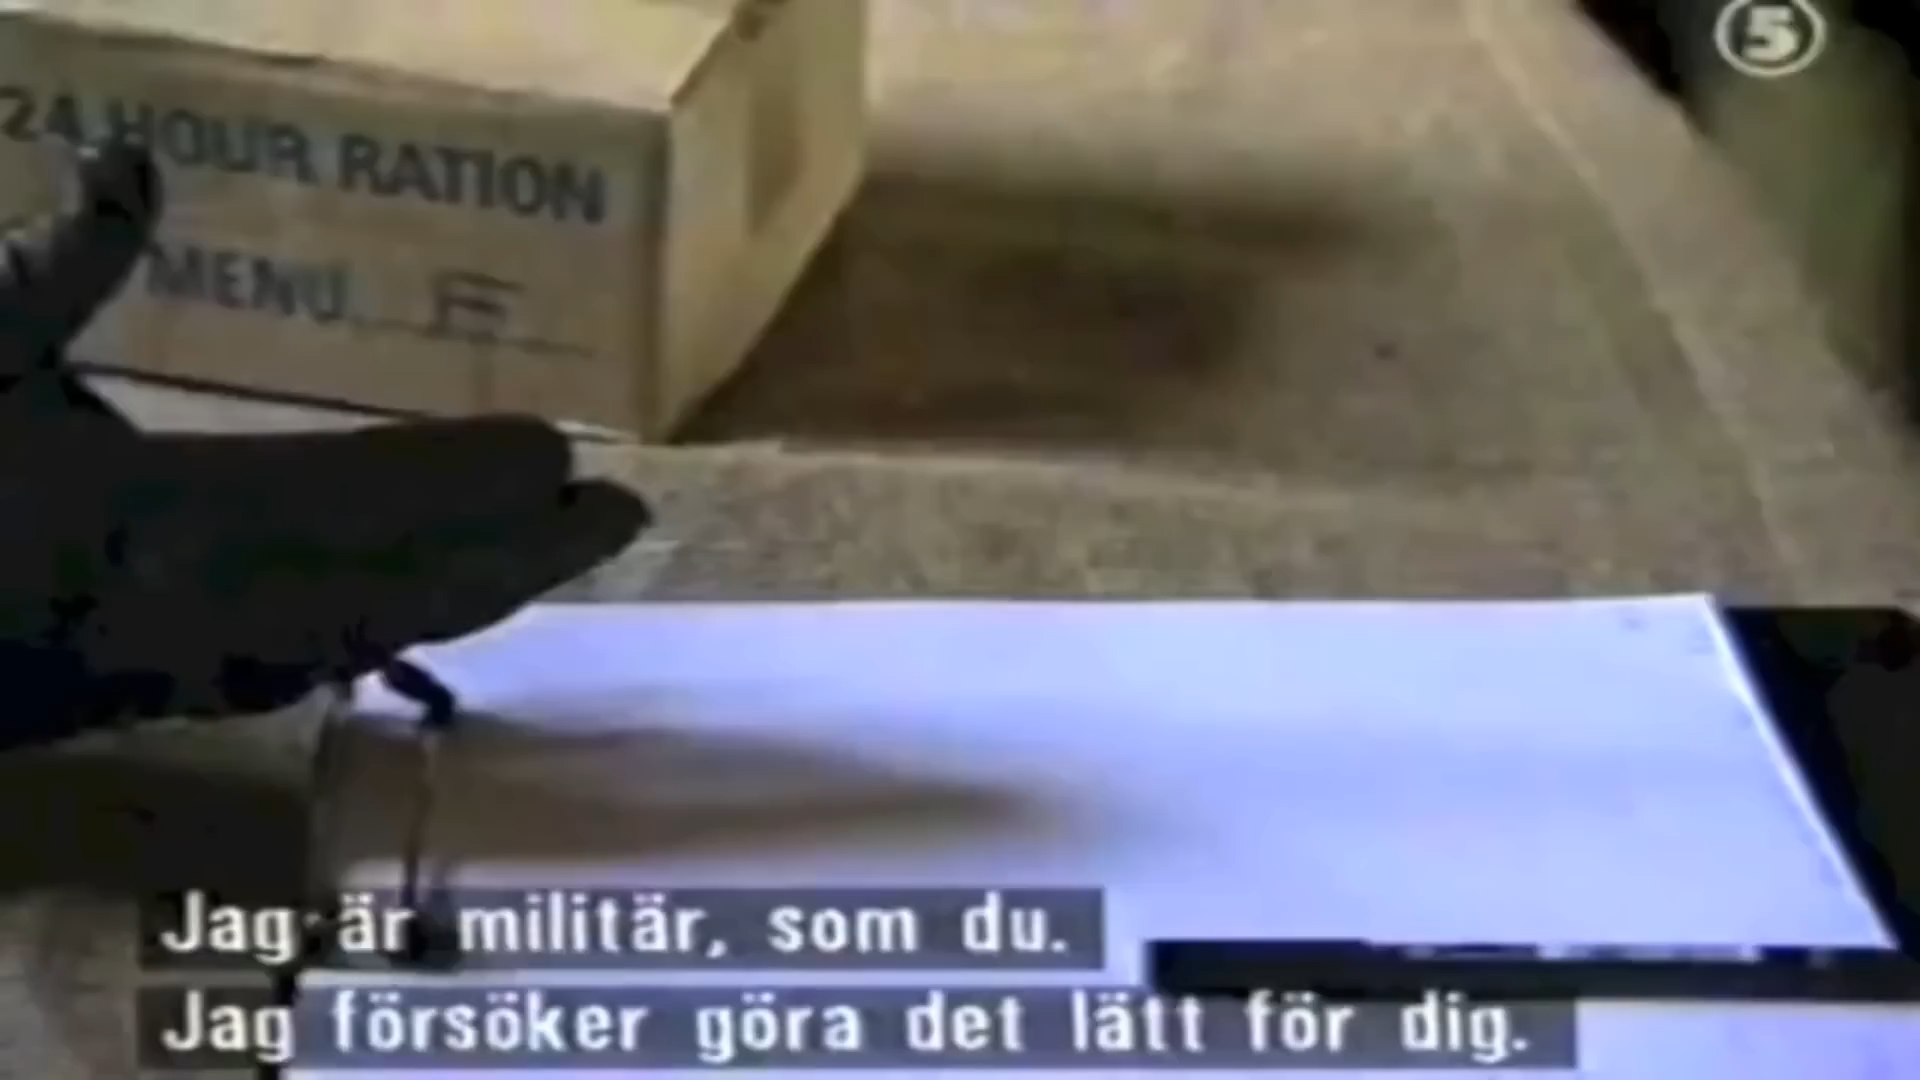 5
24 HOUR RATION
MENU E
Jag är militär, som du.
Jag försöker göra det lätt för dig.